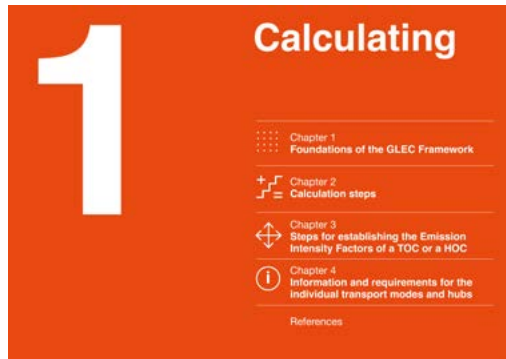 1
Calculating
Chapter 1
Foundations of the GLEC Framework
Chapter 2
Calculation steps
Chapter 3
Steps for establishing the Emission
Intensity Factors of a TOC or a HOC
Chapter 4
Information and requirements for the
individual transport modes and hubs
References